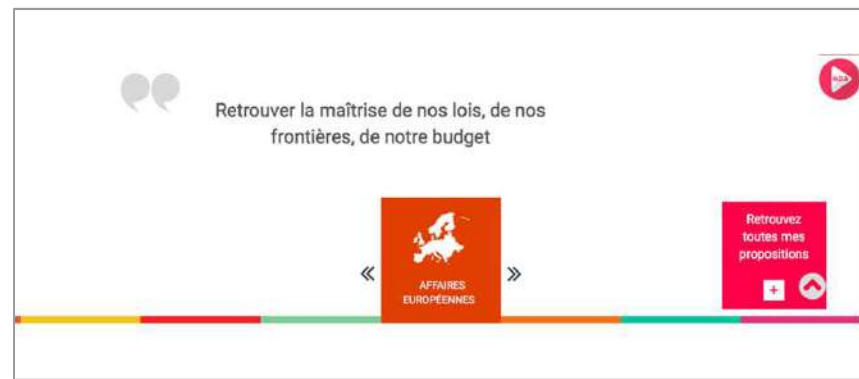 Retrouver la maîtrise de nos lois, de nos
frontières, de notre budget
Retrouvez
toutes mes
propositions
AFFAIRES
EUROPÉENNES